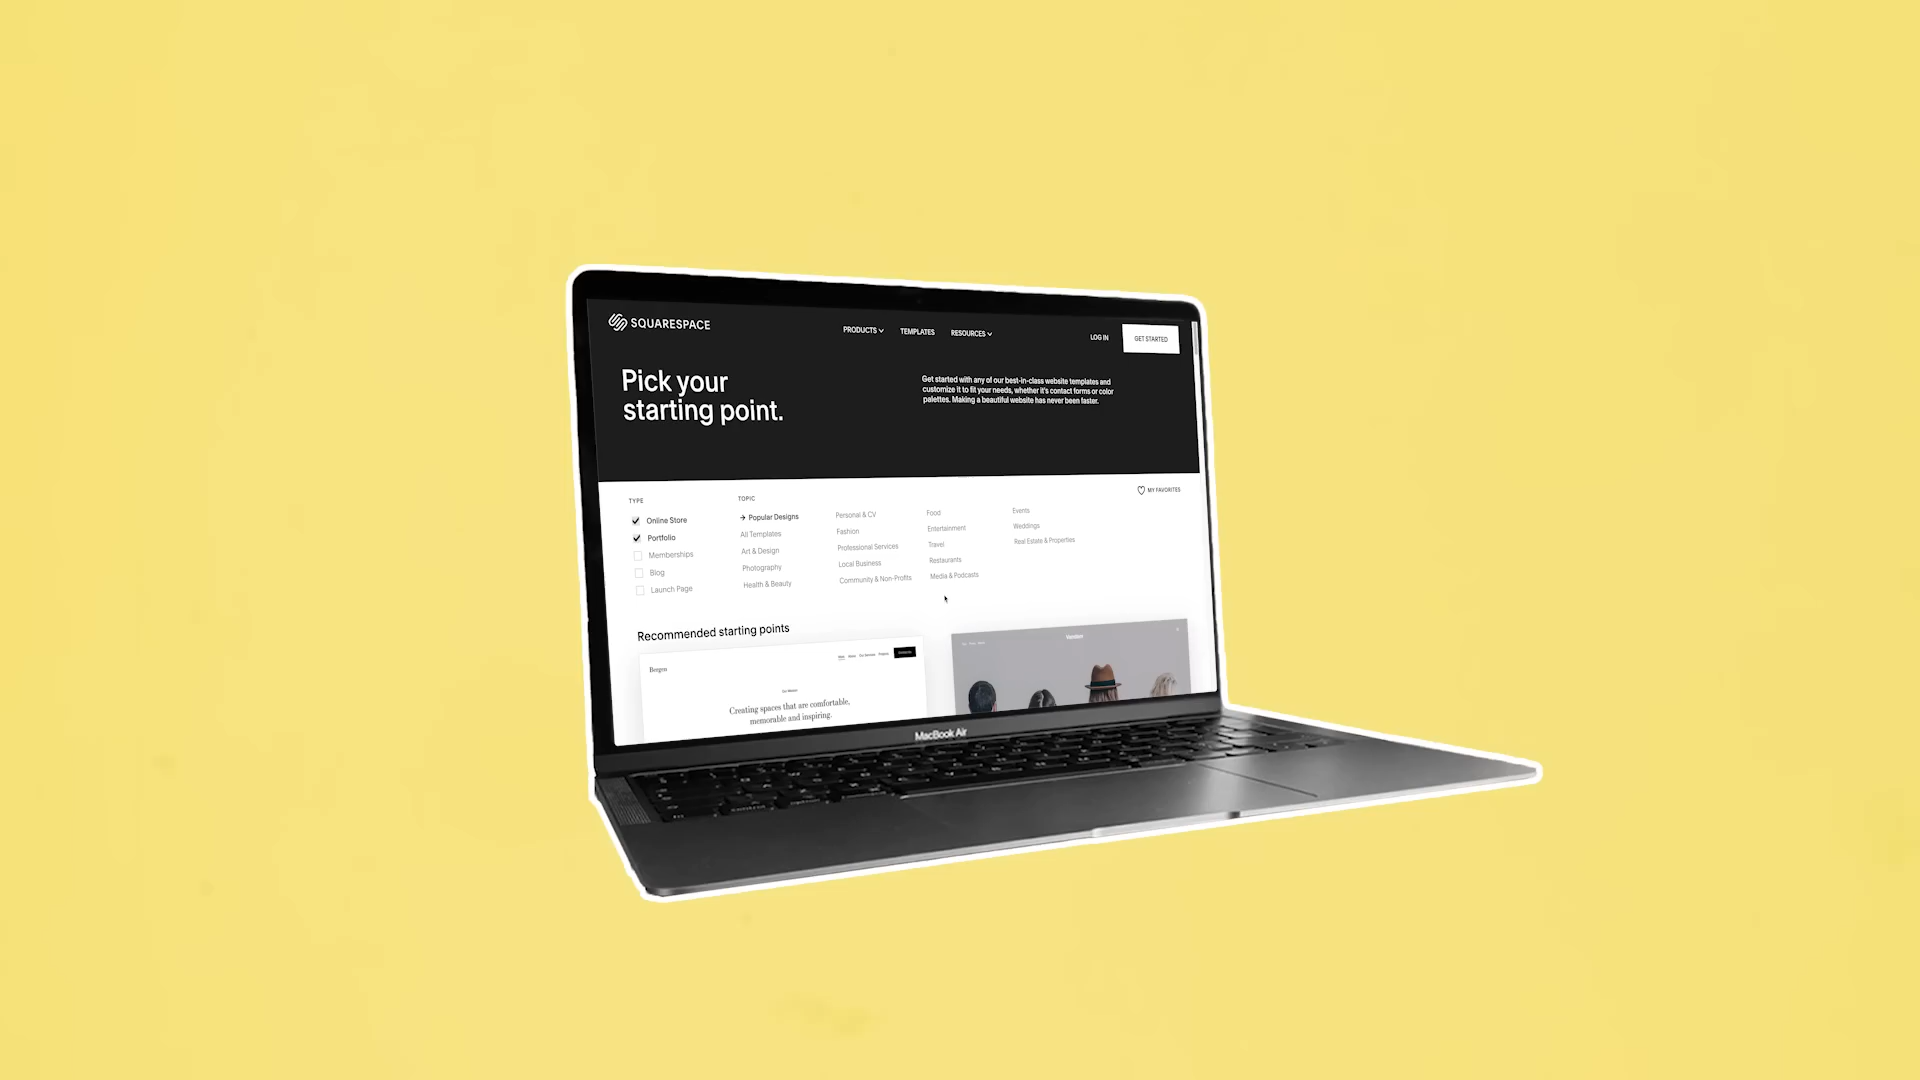 SQUARESPACE
PRODUCTS
TEMPLATES
RESOURCES
LOG IN
GET STARTED
Pick your
starting point.
Get started with any of our best-in-class website templates and
customize it to fit your needs, whether it's contact forms or color
palettes. Making a beautiful website has never been faster.
MY FAVORITES
TYPE
Online Store
Portfolio
Memberships
Blog
Launch Page
TOPIC
Popular Designs
All Templates
Art & Design
Photography
Health & Beauty
Personal & CV
Fashion
Professional Services
Local Business
Community & Non-Profits
Food
Entertainment
Travel
Restaurants
Media & Podcasts
Events
Weddings
Real Estate & Properties
Recommended starting points
Bergen
Creating spaces that are comfortable,
memorable and inspiring.
MacBook Air